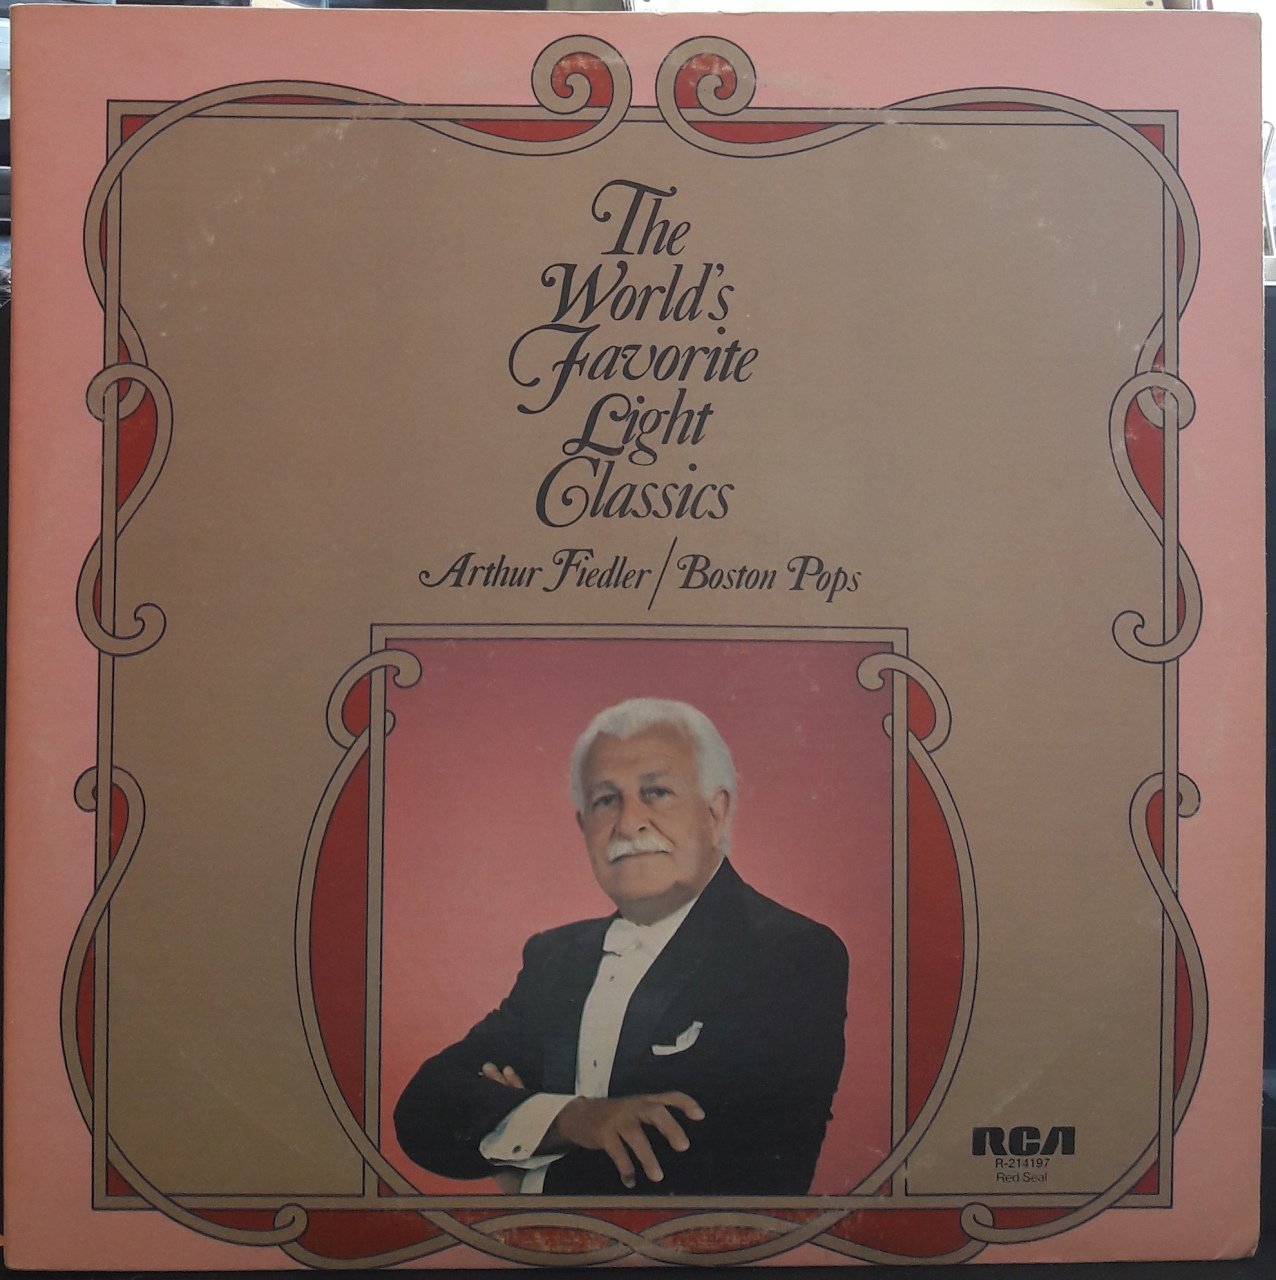 The
World's
Favorite
Light
Classics
Arthur Fiedler/Boston Pops
RCA
R-214197
Red Seal